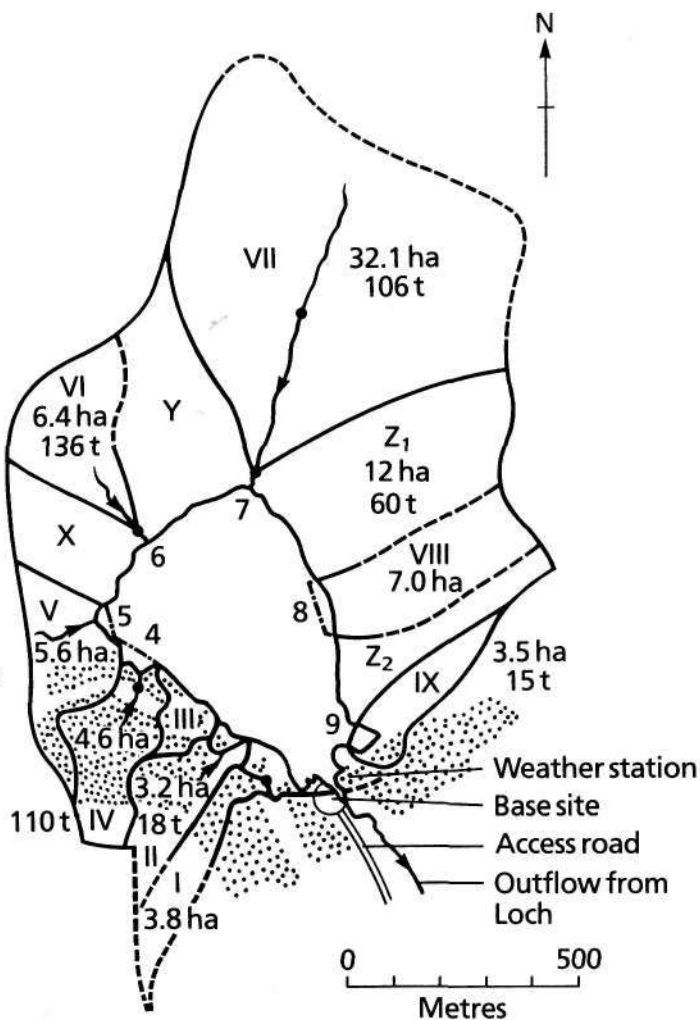 N
VII
32.1 ha
106 t
VI
6.4 ha
136 t
Y
Z₁
12 ha
60 t
X
7
6
VIII
7.0 ha
V
5
4
8
5.6 ha
Z₂
3.5 ha
15 t
IX
III
9
4.6 ha
3.2 ha
Weather station
Base site
110 t
IV
18 t
II
Access road
I
Outflow from
Loch
3.8 ha
0
500
Metres